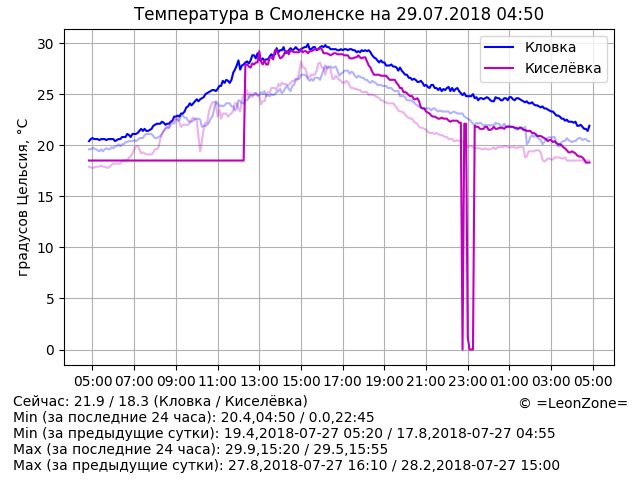 Температура в Смоленске на 29.07.2018 04:50
Кловка
Киселёвка
градусов Цельсия, °C
30
25
20
15
10
5
0
05:00 07:00 09:00 11:00 13:00 15:00 17:00 19:00 21:00 23:00 01:00 03:00 05:00
Сейчас: 21.9 / 18.3 (Кловка / Киселёвка)
© =LeonZone=
Min (за последние 24 часа): 20.4,04:50 / 0.0,22:45
Min (за предыдущие сутки): 19.4,2018-07-27 05:20 / 17.8,2018-07-27 04:55
Max (за последние 24 часа): 29.9,15:20 / 29.5,15:55
Max (за предыдущие сутки): 27.8,2018-07-27 16:10 / 28.2,2018-07-27 15:00